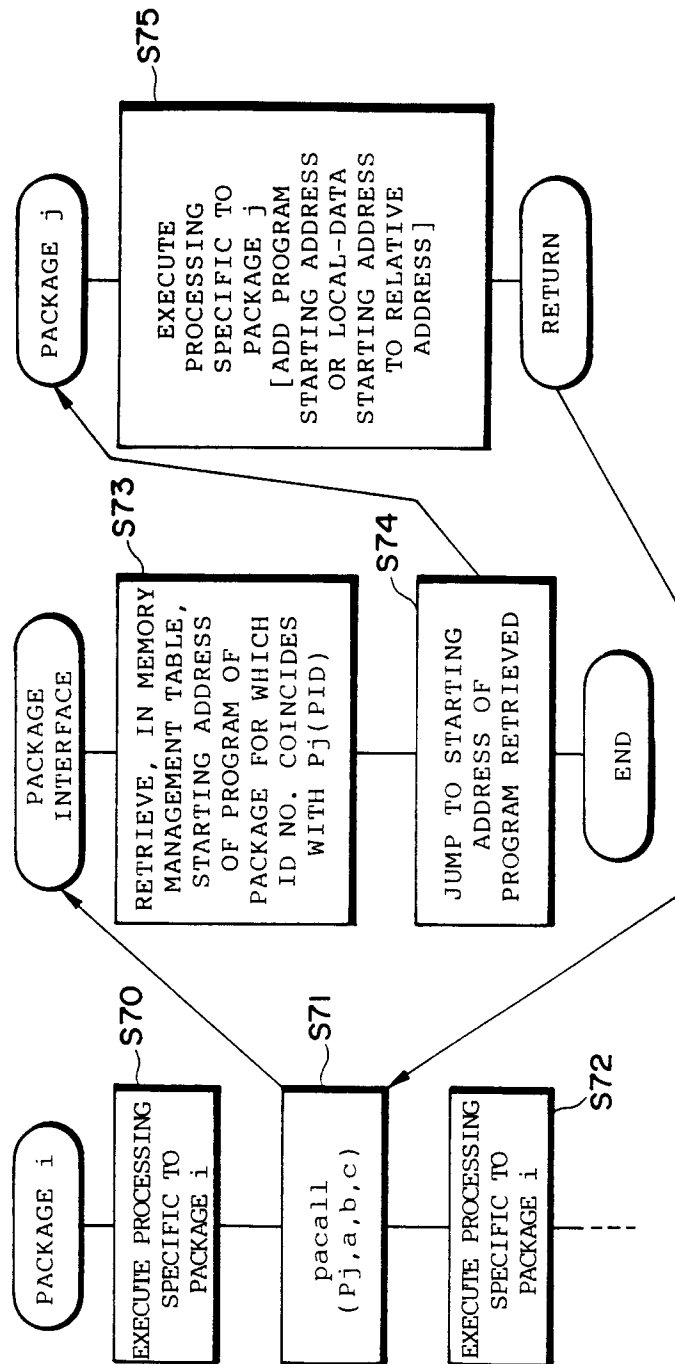 PACKAGE i
EXECUTE PROCESSING
SPECIFIC TO
PACKAGE i
S70
pacall
(Pj,a,b,c)
S71
EXECUTE PROCESSING
SPECIFIC TO
PACKAGE i
S72
PACKAGE
INTERFACE
RETRIEVE, IN MEMORY
MANAGEMENT TABLE,
STARTING ADDRESS
OF PROGRAM OF
PACKAGE FOR WHICH
ID NO. COINCIDES
WITH Pj(PID)
S73
JUMP TO STARTING
ADDRESS OF
PROGRAM RETRIEVED
S74
END
PACKAGE j
EXECUTE
PROCESSING
SPECIFIC TO
PACKAGE j
[ADD PROGRAM
STARTING ADDRESS
OR LOCAL-DATA
STARTING ADDRESS
TO RELATIVE
ADDRESS]
S75
RETURN